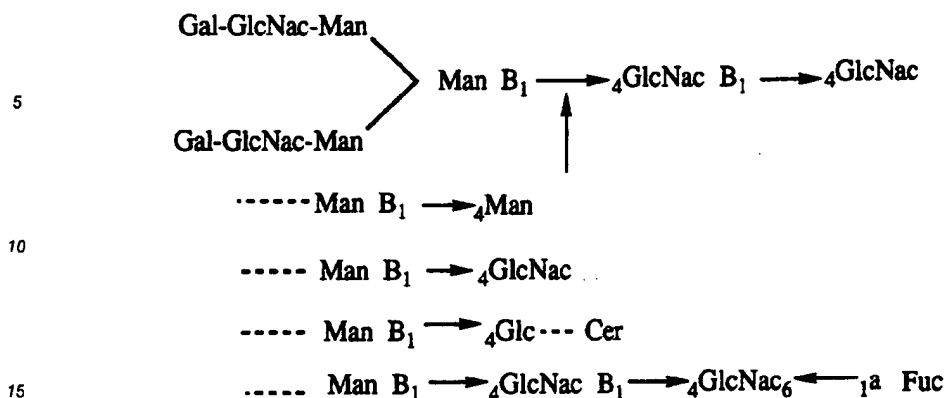 Gal-GlcNac-Man
Man B₁ → ₄GlcNac B₁ → ₄GlcNac
5
Gal-GlcNac-Man
Man B₁ → ₄Man
10
Man B₁ → ₄GlcNac
Man B₁ → ₄Glc --- Cer
15 Man B₁ → ₄GlcNac B₁ → ₄GlcNac₆ ← ₁a Fuc